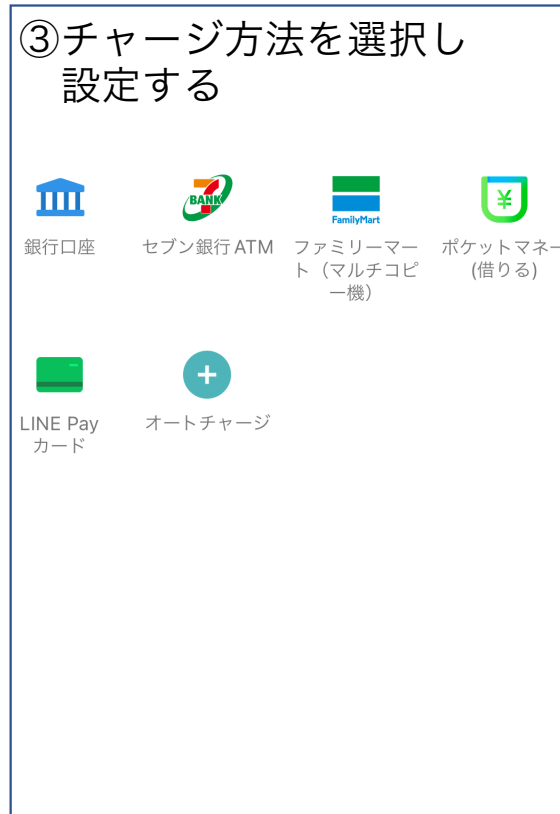 ③チャージ方法を選択し
設定する
BANK
FamilyMart
¥
銀行口座
セブン銀行ATM
ファミリーマー
ト（マルチコピ
ー機）
ポケットマネー
(借りる)
LINE Pay
カード
オートチャージ